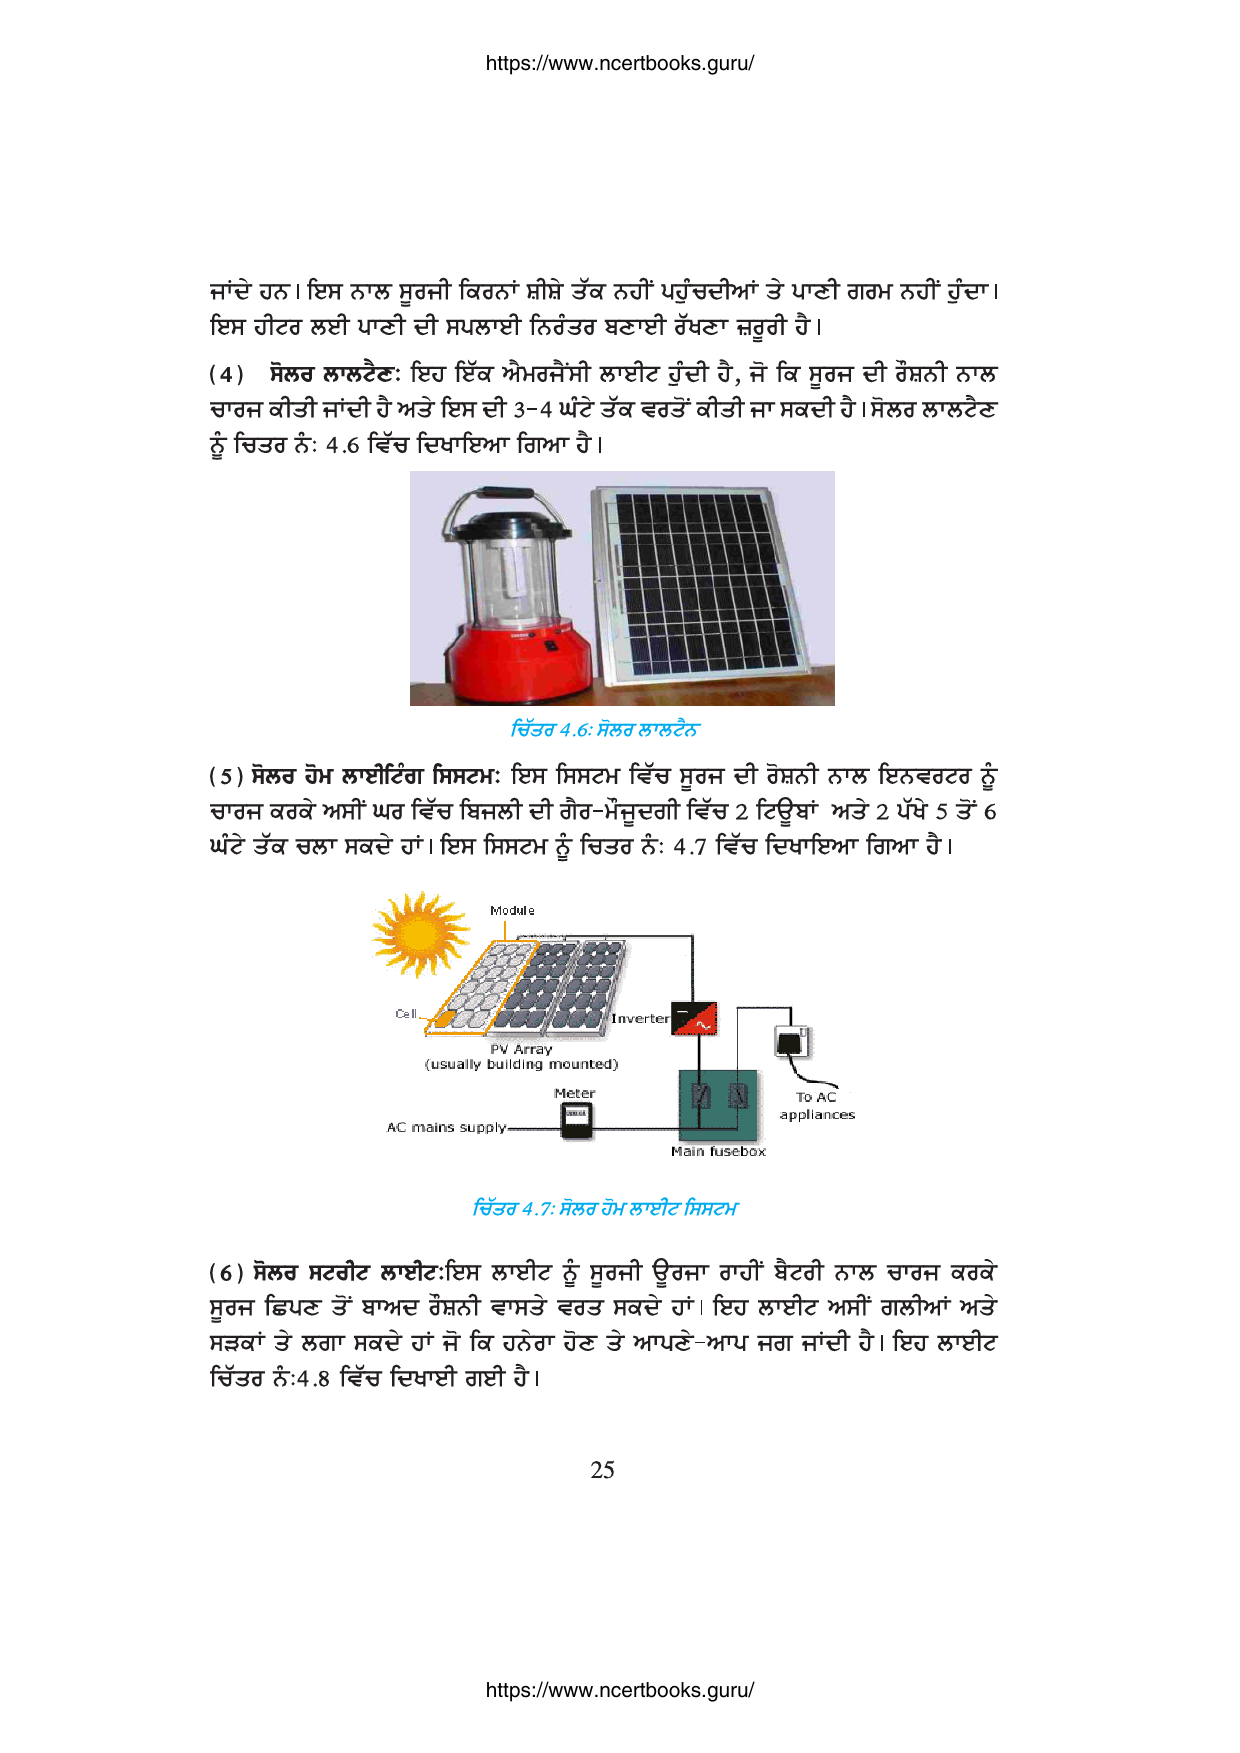 https://www.ncertbooks.guru/
ਜਾਂਦੇ ਹਨ। ਇਸ ਨਾਲ ਸੂਰਜੀ ਕਿਰਨਾਂ ਸ਼ੀਸ਼ੇ ਤੱਕ ਨਹੀਂ ਪਹੁੰਚਦੀਆਂ ਤੇ ਪਾਣੀ ਗਰਮ ਨਹੀਂ ਹੁੰਦਾ।
ਇਸ ਹੀਟਰ ਲਈ ਪਾਣੀ ਦੀ ਸਪਲਾਈ ਨਿਰੰਤਰ ਬਣਾਈ ਰੱਖਣਾ ਜ਼ਰੂਰੀ ਹੈ।
(4) ਸੋਲਰ ਲਾਲਟੈਣ: ਇਹ ਇੱਕ ਐਮਰਜੈਂਸੀ ਲਾਈਟ ਹੁੰਦੀ ਹੈ, ਜੋ ਕਿ ਸੂਰਜ ਦੀ ਰੌਸ਼ਨੀ ਨਾਲ
ਚਾਰਜ ਕੀਤੀ ਜਾਂਦੀ ਹੈ ਅਤੇ ਇਸ ਦੀ 3-4 ਘੰਟੇ ਤੱਕ ਵਰਤੋਂ ਕੀਤੀ ਜਾ ਸਕਦੀ ਹੈ। ਸੋਲਰ ਲਾਲਟੈਣ
ਨੂੰ ਚਿਤਰ ਨੰ: 4.6 ਵਿੱਚ ਦਿਖਾਇਆ ਗਿਆ ਹੈ।
ਚਿੱਤਰ 4.6: ਸੋਲਰ ਲਾਲਟੈਨ
(5) ਸੋਲਰ ਹੋਮ ਲਾਈਟਿੰਗ ਸਿਸਟਮ: ਇਸ ਸਿਸਟਮ ਵਿੱਚ ਸੂਰਜ ਦੀ ਰੋਸ਼ਨੀ ਨਾਲ ਇਨਵਰਟਰ ਨੂੰ
ਚਾਰਜ ਕਰਕੇ ਅਸੀਂ ਘਰ ਵਿੱਚ ਬਿਜਲੀ ਦੀ ਗੈਰ-ਮੌਜੂਦਗੀ ਵਿੱਚ 2 ਟਿਊਬਾਂ ਅਤੇ 2 ਪੱਖੇ 5 ਤੋਂ 6
ਘੰਟੇ ਤੱਕ ਚਲਾ ਸਕਦੇ ਹਾਂ। ਇਸ ਸਿਸਟਮ ਨੂੰ ਚਿਤਰ ਨੰ: 4.7 ਵਿੱਚ ਦਿਖਾਇਆ ਗਿਆ ਹੈ।
Module
Cell
Inverter
PV Array
(usually building mounted)
Meter
To AC
appliances
AC mains supply
Main fusebox
ਚਿੱਤਰ 4.7: ਸੋਲਰ ਹੋਮ ਲਾਈਟ ਸਿਸਟਮ
(6) ਸੋਲਰ ਸਟਰੀਟ ਲਾਈਟ:ਇਸ ਲਾਈਟ ਨੂੰ ਸੂਰਜੀ ਊਰਜਾ ਰਾਹੀਂ ਬੈਟਰੀ ਨਾਲ ਚਾਰਜ ਕਰਕੇ
ਸੂਰਜ ਛਿਪਣ ਤੋਂ ਬਾਅਦ ਰੌਸ਼ਨੀ ਵਾਸਤੇ ਵਰਤ ਸਕਦੇ ਹਾਂ। ਇਹ ਲਾਈਟ ਅਸੀਂ ਗਲੀਆਂ ਅਤੇ
ਸੜਕਾਂ ਤੇ ਲਗਾ ਸਕਦੇ ਹਾਂ ਜੋ ਕਿ ਹਨੇਰਾ ਹੋਣ ਤੇ ਆਪਣੇ-ਆਪ ਜਗ ਜਾਂਦੀ ਹੈ। ਇਹ ਲਾਈਟ
ਚਿੱਤਰ ਨੰ:4.8 ਵਿੱਚ ਦਿਖਾਈ ਗਈ ਹੈ।
25
https://www.ncertbooks.guru/